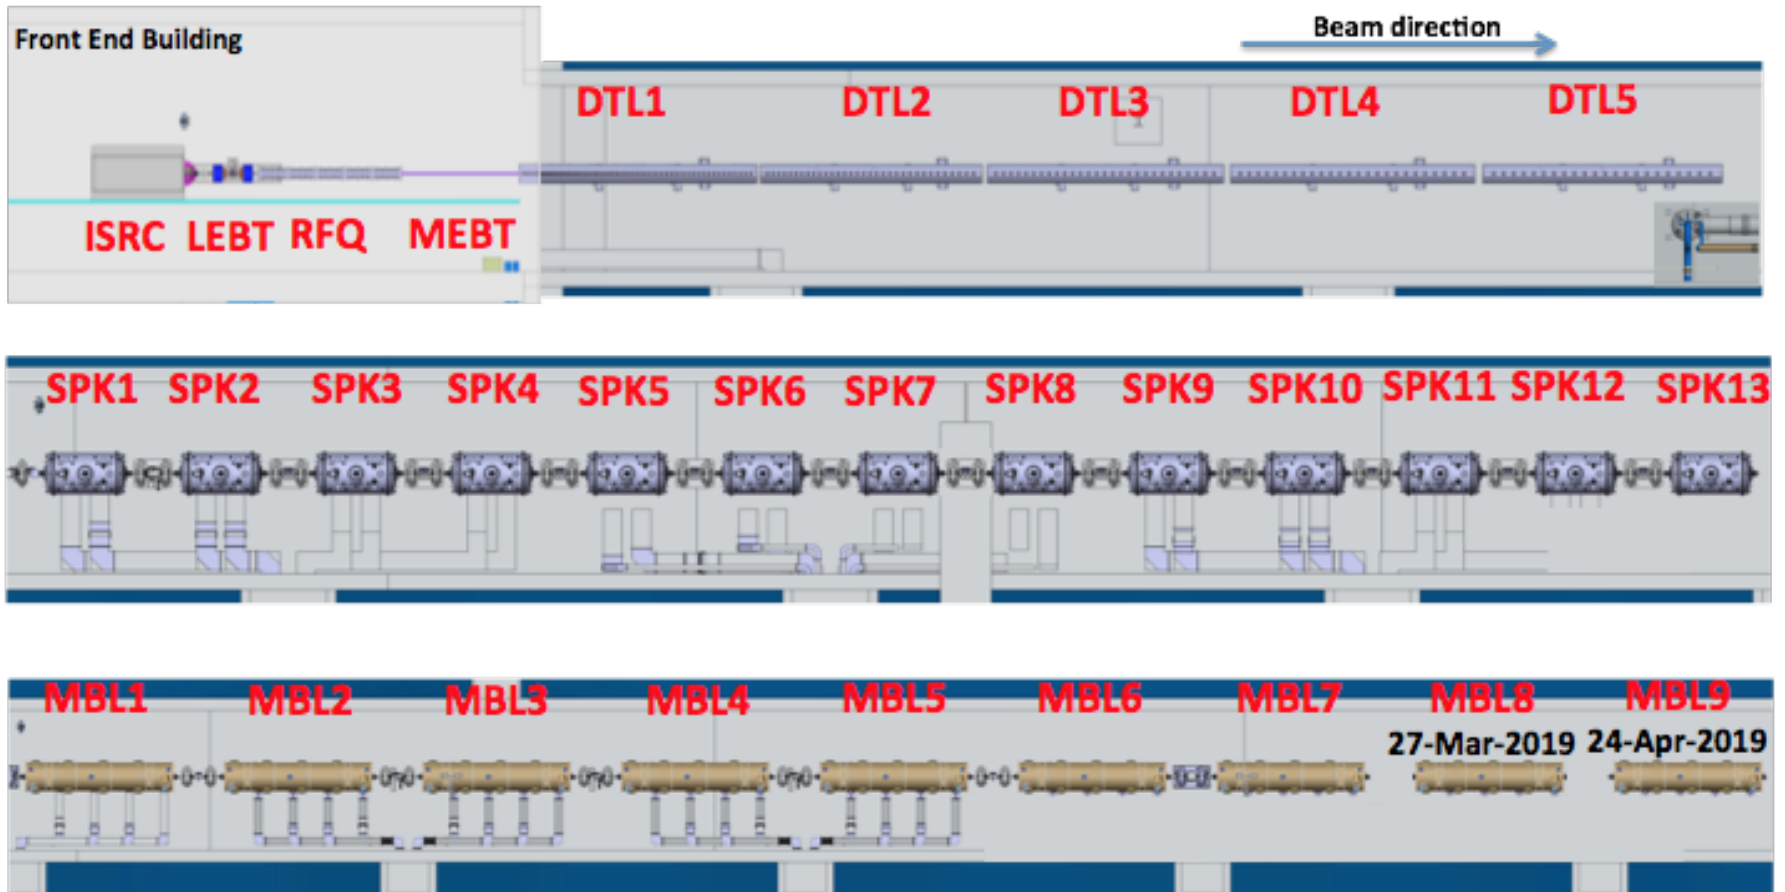 Front End Building
Beam direction
DTL1 DTL2 DTL3 DTL4 DTL5
ISRC LEBT RFQ MEBT
SPK1 SPK2 SPK3 SPK4 SPK5 SPK6 SPK7 SPK8 SPK9 SPK10 SPK11 SPK12 SPK13
MBL1 MBL2 MBL3 MBL4 MBL5 MBL6 MBL7 MBL8 MBL9
27-Mar-2019 24-Apr-2019